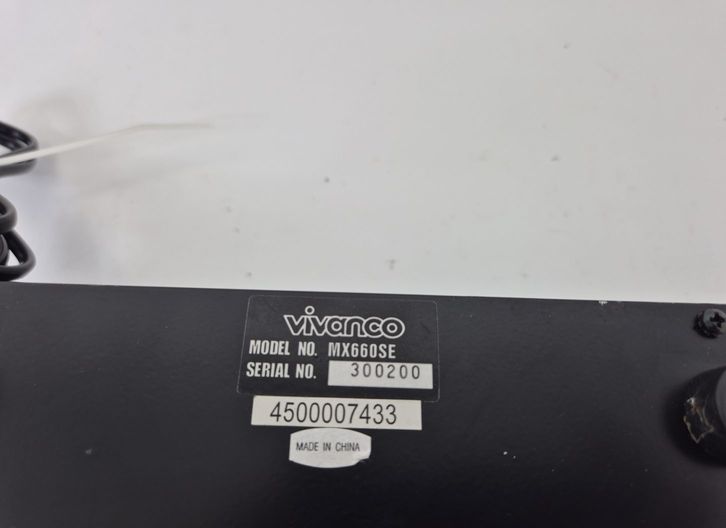 vivanco
MODEL NO. MX660SE
SERIAL NO. 300200
4500007433
MADE IN CHINA